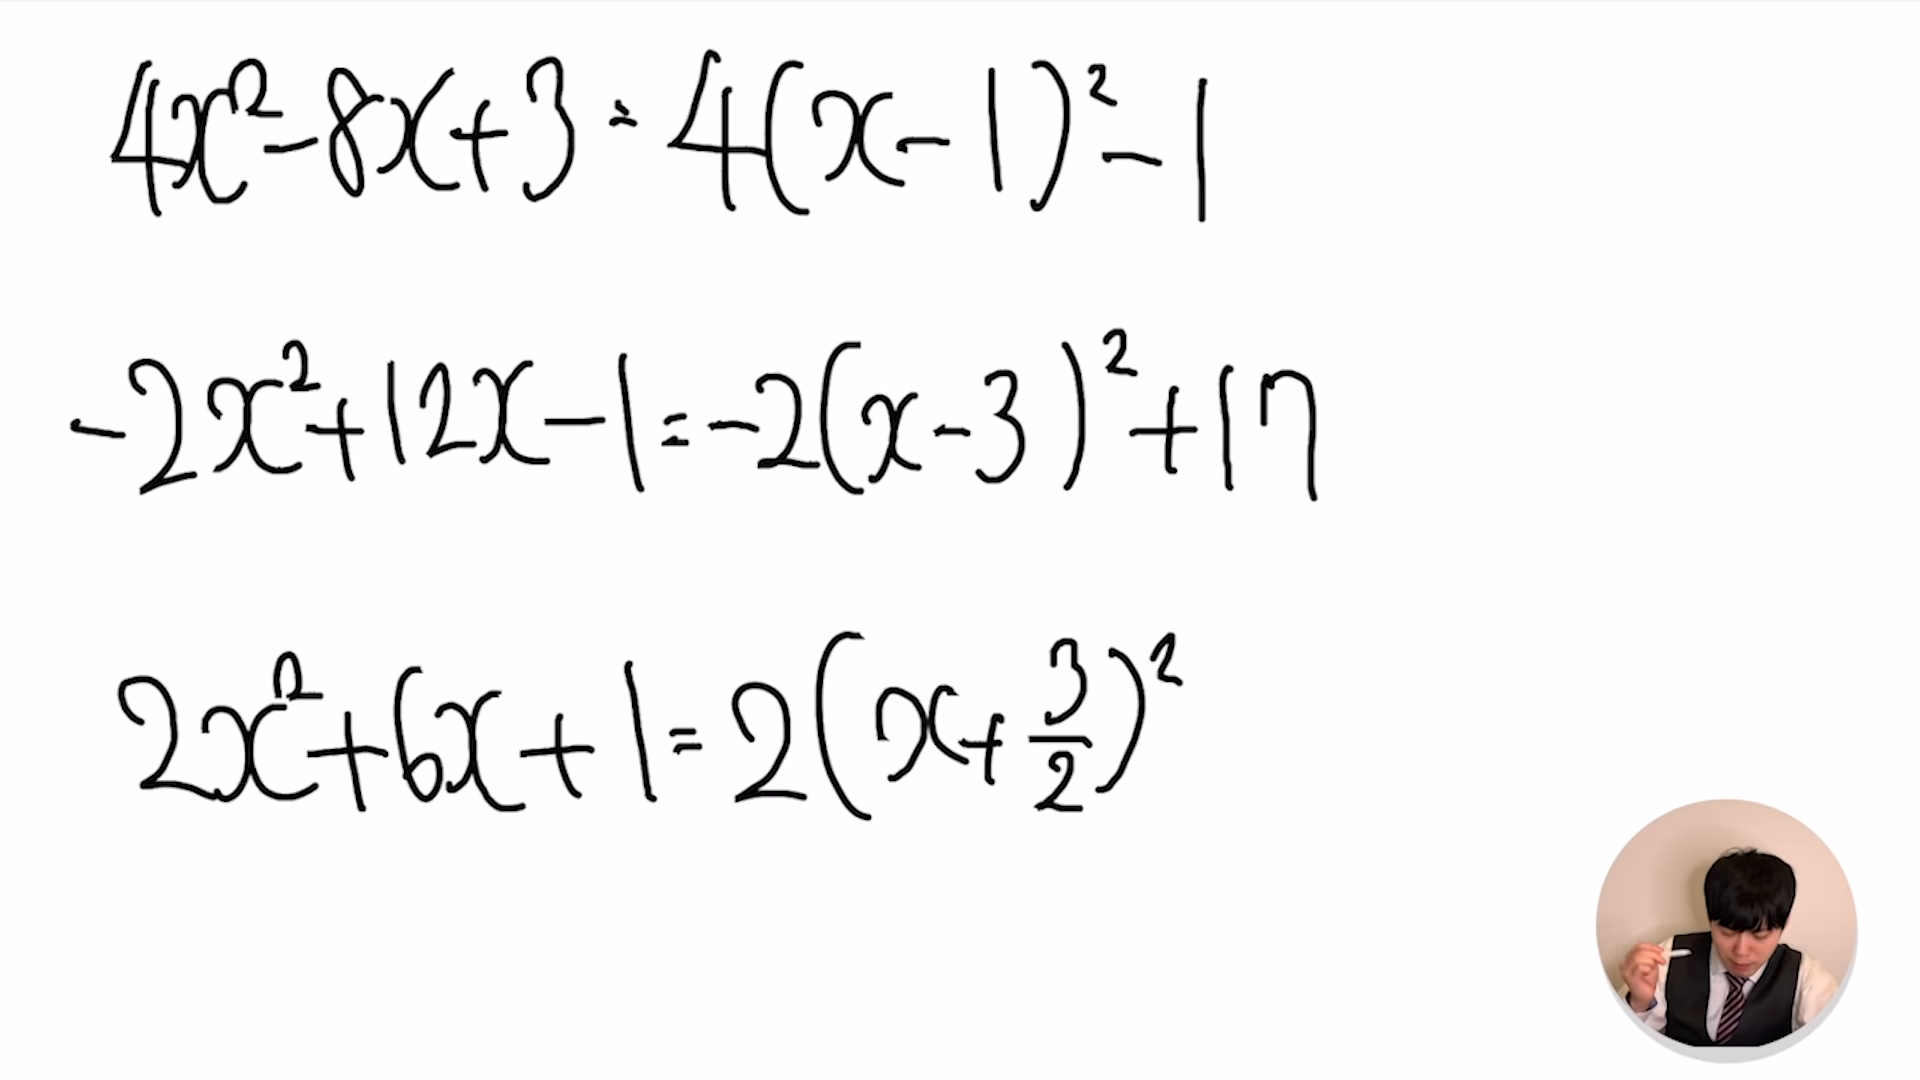 4x²-8x+3=4(x-1)²-1
-2x²+12x-1=-2(x-3)²+17
2x²+6x+1=2(x+3/2)²